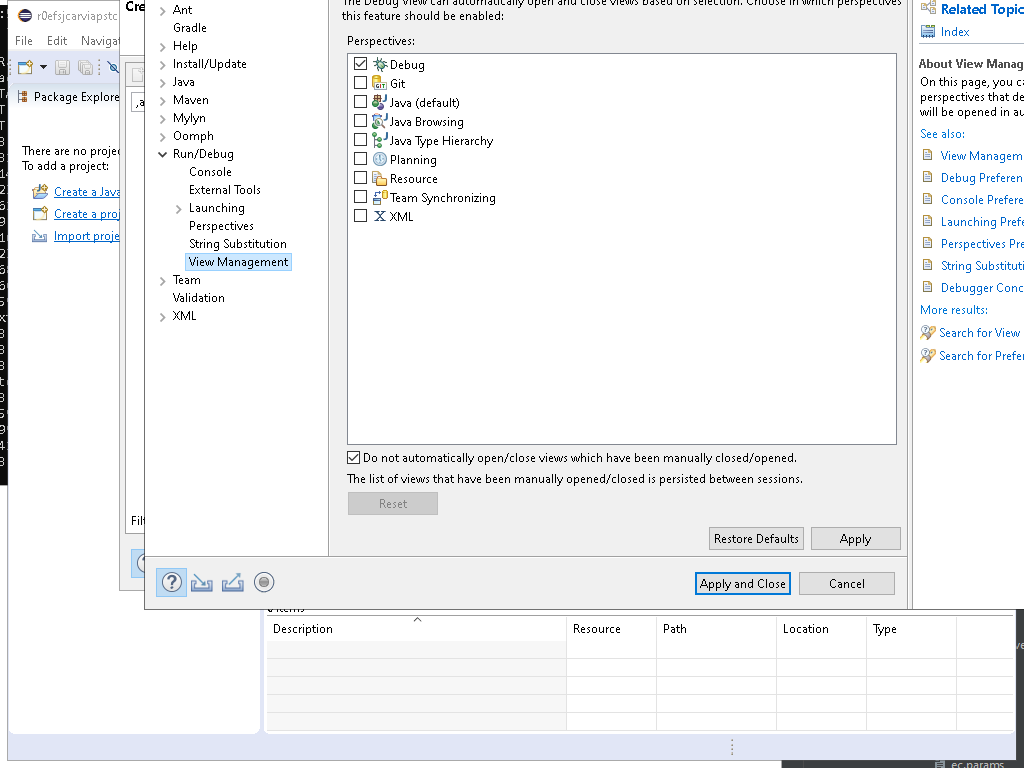 r0efsjcarviapstc
File Edit Navigat
Package Explore
There are no projec
To add a project:
Create a Java
Create a proj
Import proje
Cre
,a
Filt
Ant
Gradle
Help
Install/Update
Java
Maven
Mylyn
Oomph
Run/Debug
Console
External Tools
Launching
Perspectives
String Substitution
View Management
Team
Validation
XML
The Debug View can automatically open and close views based on selection. Choose in which perspectives
this feature should be enabled:
Perspectives:
Debug
Git
Java (default)
Java Browsing
Java Type Hierarchy
Planning
Resource
Team Synchronizing
XML
Do not automatically open/close views which have been manually closed/opened.
The list of views that have been manually opened/closed is persisted between sessions.
Reset
Restore Defaults Apply
Apply and Close Cancel
Related Topic
Index
About View Manag
On this page, you ca
perspectives that de
will be opened in au
See also:
View Managem
Debug Preferen
Console Prefere
Launching Prefe
Perspectives Pre
String Substituti
Debugger Conc
More results:
Search for View
Search for Prefer
Description Resource Path Location Type
ec.params